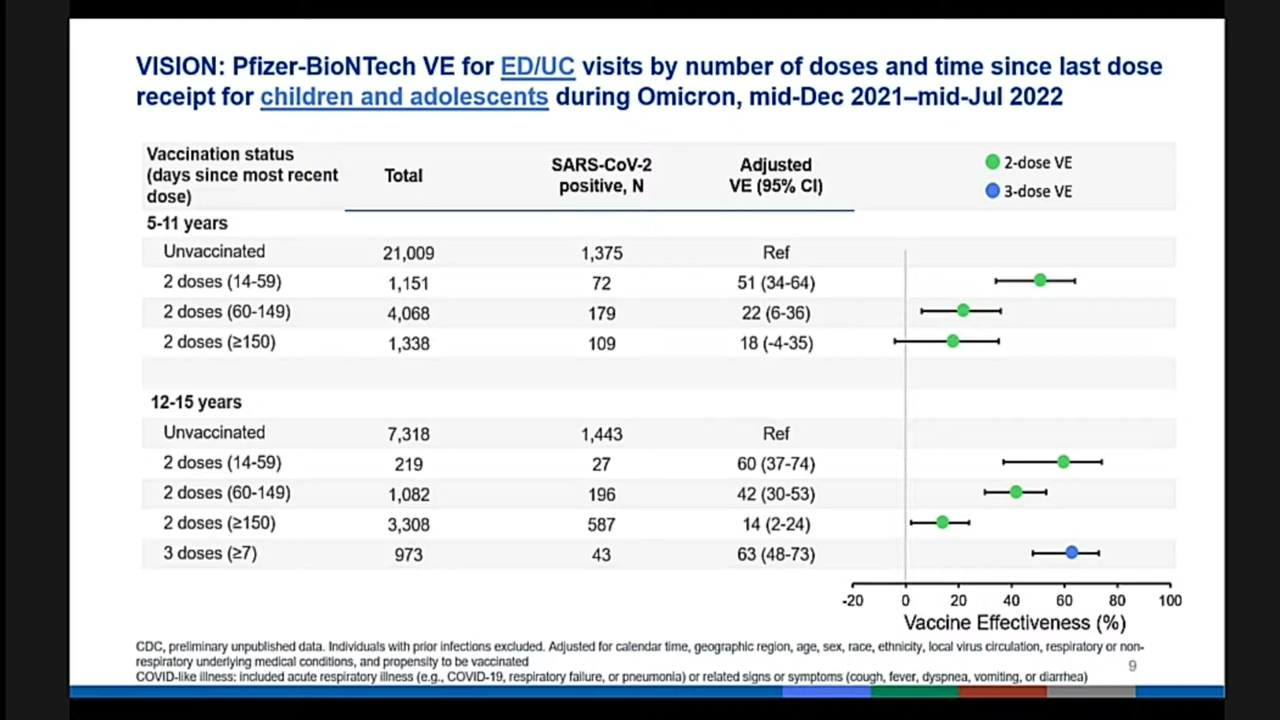 VISION: Pfizer-BioNTech VE for ED/UC visits by number of doses and time since last dose
receipt for children and adolescents during Omicron, mid-Dec 2021–mid-Jul 2022
Vaccination status
(days since most recent
dose)
Total
SARS-CoV-2
positive, N
Adjusted
VE (95% CI)
2-dose VE
3-dose VE
5-11 years
Unvaccinated 21,009 1,375 Ref
2 doses (14-59) 1,151 72 51 (34-64)
2 doses (60-149) 4,068 179 22 (6-36)
2 doses (≥150) 1,338 109 18 (-4-35)
12-15 years
Unvaccinated 7,318 1,443 Ref
2 doses (14-59) 219 27 60 (37-74)
2 doses (60-149) 1,082 196 42 (30-53)
2 doses (≥150) 3,308 587 14 (2-24)
3 doses (≥7) 973 43 63 (48-73)
-20 0 20 40 60 80 100
Vaccine Effectiveness (%)
CDC, preliminary unpublished data. Individuals with prior infections excluded. Adjusted for calendar time, geographic region, age, sex, race, ethnicity, local virus circulation, respiratory or non-
respiratory underlying medical conditions, and propensity to be vaccinated
COVID-like illness: included acute respiratory illness (e.g., COVID-19, respiratory failure, or pneumonia) or related signs or symptoms (cough, fever, dyspnea, vomiting, or diarrhea)
9